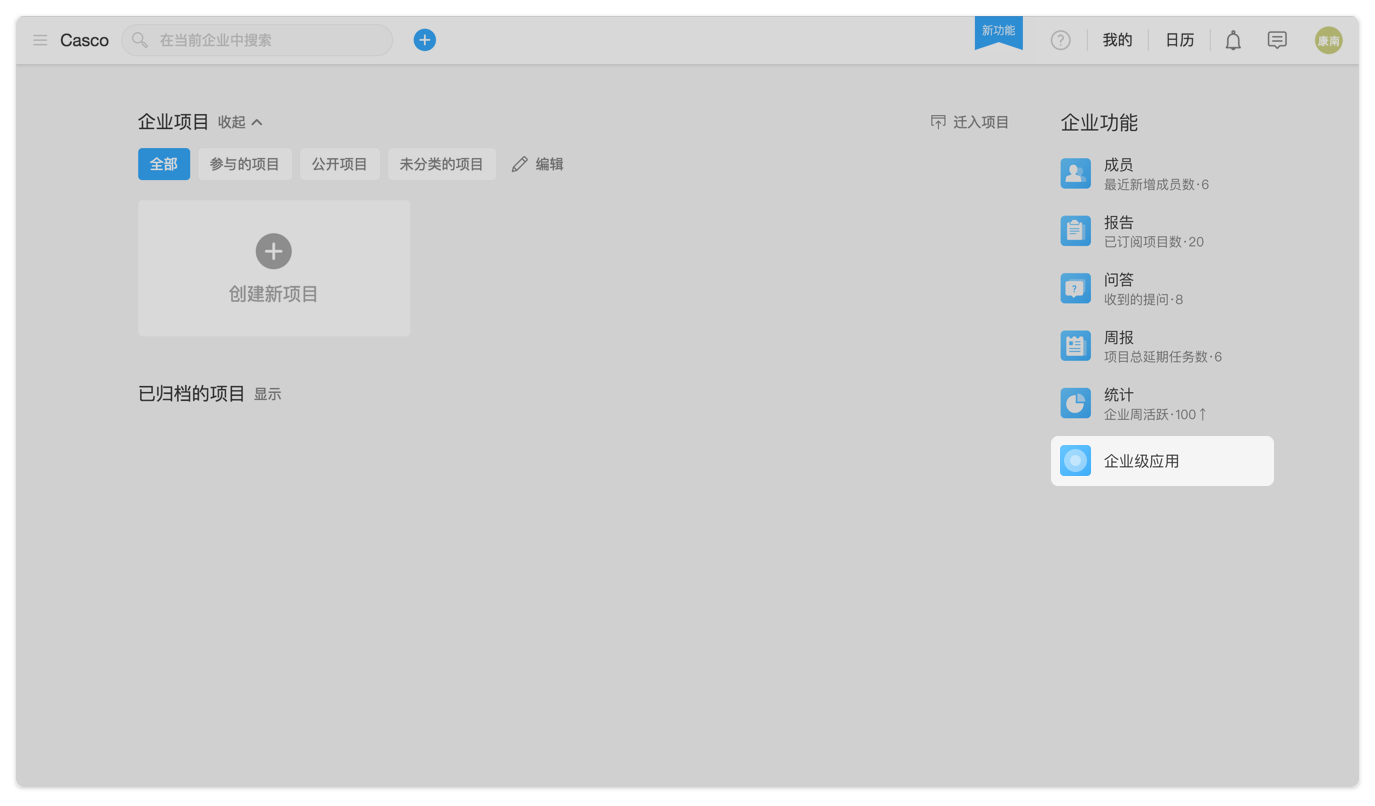 Casco
在当前企业中搜索
新功能
?
我的
日历
康南
企业项目 收起
迁入项目
全部
参与的项目
公开项目
未分类的项目
编辑
创建新项目
已归档的项目 显示
企业功能
成员
最近新增成员数·6
报告
已订阅项目数·20
?
问答
收到的提问·8
周报
项目总延期任务数·6
统计
企业周活跃·100↑
企业级应用